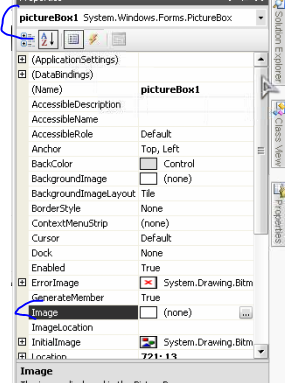 pictureBox1 System.Windows.Forms.PictureBox
(ApplicationSettings)
(DataBindings)
(Name) pictureBox1
AccessibleDescription
AccessibleName
AccessibleRole Default
Anchor Top, Left
BackColor Control
BackgroundImage (none)
BackgroundImageLayout Tile
BorderStyle None
ContextMenuStrip (none)
Cursor Default
Dock None
Enabled True
ErrorImage System.Drawing.Bitm
GenerateMember True
Image (none) ...
ImageLocation
InitialImage System.Drawing.Bitm
Location 721; 13
Image
Solution Explorer
Class View
Properties